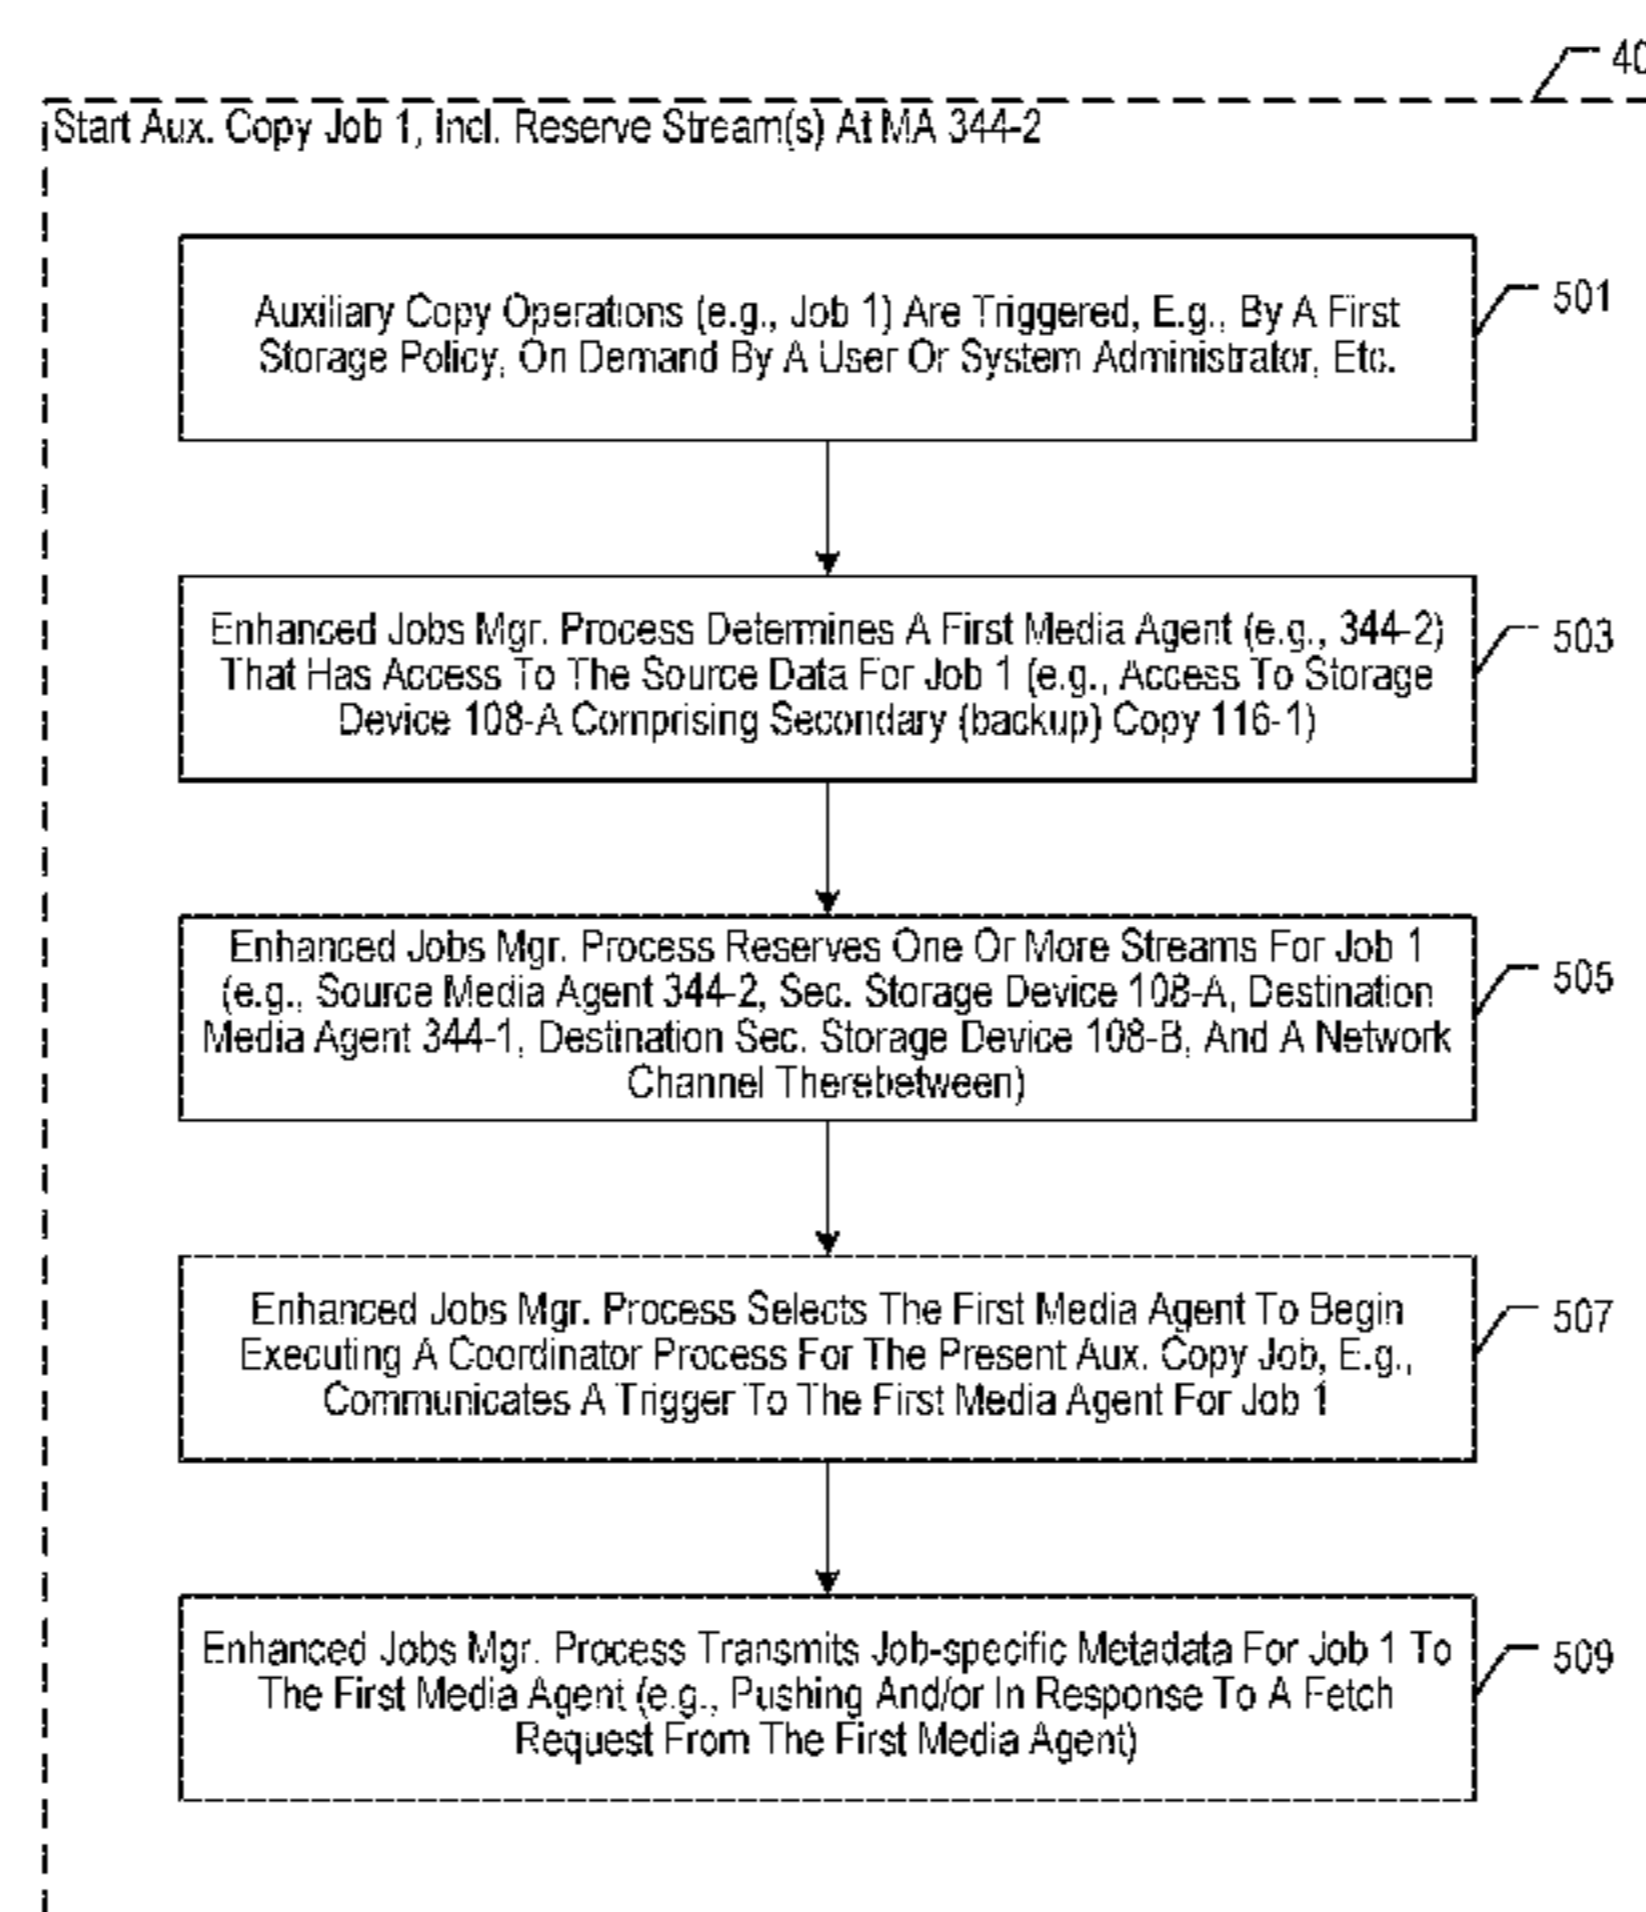 40
Start Aux. Copy Job 1, Incl. Reserve Stream(s) At MA 344-2
Auxiliary Copy Operations (e.g., Job 1) Are Triggered, E.g., By A First
Storage Policy, On Demand By A User Or System Administrator, Etc.
501
Enhanced Jobs Mgr. Process Determines A First Media Agent (e.g., 344-2)
That Has Access To The Source Data For Job 1 (e.g., Access To Storage
Device 108-A Comprising Secondary (backup) Copy 116-1)
503
Enhanced Jobs Mgr. Process Reserves One Or More Streams For Job 1
(e.g., Source Media Agent 344-2, Sec. Storage Device 108-A, Destination
Media Agent 344-1, Destination Sec. Storage Device 108-B, And A Network
Channel Therebetween)
505
Enhanced Jobs Mgr. Process Selects The First Media Agent To Begin
Executing A Coordinator Process For The Present Aux. Copy Job, E.g.,
Communicates A Trigger To The First Media Agent For Job 1
507
Enhanced Jobs Mgr. Process Transmits Job-specific Metadata For Job 1 To
The First Media Agent (e.g., Pushing And/or In Response To A Fetch
Request From The First Media Agent)
509